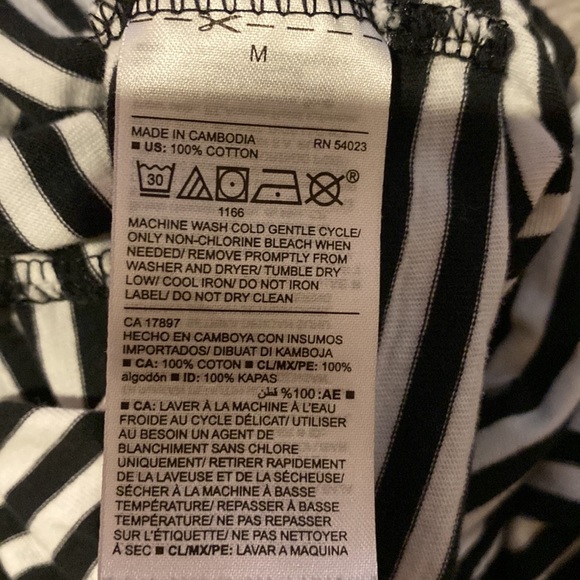 M
MADE IN CAMBODIA RN 54023
■ US: 100% COTTON
30 ®
1166
MACHINE WASH COLD GENTLE CYCLE/
ONLY NON-CHLORINE BLEACH WHEN
NEEDED/ REMOVE PROMPTLY FROM
WASHER AND DRYER/ TUMBLE DRY
LOW/ COOL IRON/ DO NOT IRON
LABEL/ DO NOT DRY CLEAN
CA 17897
HECHO EN CAMBOYA CON INSUMOS
IMPORTADOS/ DIBUAT DI KAMBOJA
■ CA: 100% COTON ■ CL/MX/PE: 100%
algodón ■ ID: 100% KAPAS
■ AE: 100% قطن
■ CA: LAVER À LA MACHINE À L'EAU
FROIDE AU CYCLE DÉLICAT/ UTILISER
AU BESOIN UN AGENT DE
BLANCHIMENT SANS CHLORE
UNIQUEMENT/ RETIRER RAPIDEMENT
DE LA LAVEUSE ET DE LA SÉCHEUSE/
SÉCHER À LA MACHINE À BASSE
TEMPÉRATURE/ REPASSER À BASSE
TEMPÉRATURE/ NE PAS REPASSER
SUR L'ÉTIQUETTE/ NE PAS NETTOYER
À SEC ■ CL/MX/PE: LAVAR A MAQUINA